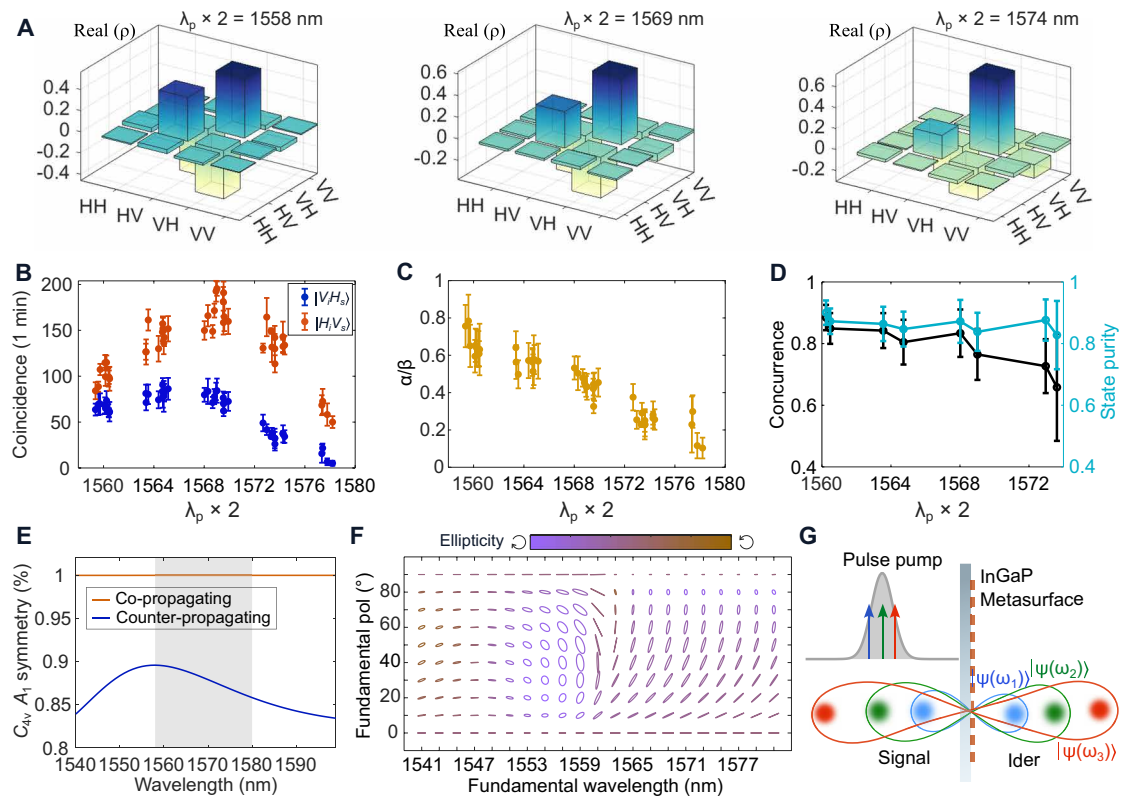 A
λp × 2 = 1558 nm
Real (ρ)
0.4
0.2
0
-0.2
-0.4
HH
HV
VH
VV
HH
HV
VH
VV
λp × 2 = 1569 nm
Real (ρ)
0.6
0.4
0.2
0
-0.2
HH
HV
VH
VV
HH
HV
VH
VV
λp × 2 = 1574 nm
Real (ρ)
0.6
0.4
0.2
0
-0.2
HH
HV
VH
VV
HH
HV
VH
VV
B
Coincidence (1 min)
200
150
100
50
0
|ViHs⟩
|HiVs⟩
1560
1564
1568
1572
1576
1580
λp × 2
C
α/β
1
0.8
0.6
0.4
0.2
0
1560
1564
1568
1572
1576
1580
λp × 2
D
Concurrence
1
0.8
0.6
0.4
State purity
1
0.8
0.6
0.4
1560
1564
1568
1572
λp × 2
E
C4v A1 symmetry (%)
1
0.95
0.9
0.85
0.8
Co-propagating
Counter-propagating
1540
1550
1560
1570
1580
1590
Wavelength (nm)
F
Ellipticity
Fundamental pol (°)
80
60
40
20
0
1541
1547
1553
1559
1565
1571
1577
Fundamental wavelength (nm)
G
Pulse pump
InGaP
Metasurface
|ψ(ω1)⟩
|ψ(ω2)⟩
|ψ(ω3)⟩
Signal
Ider